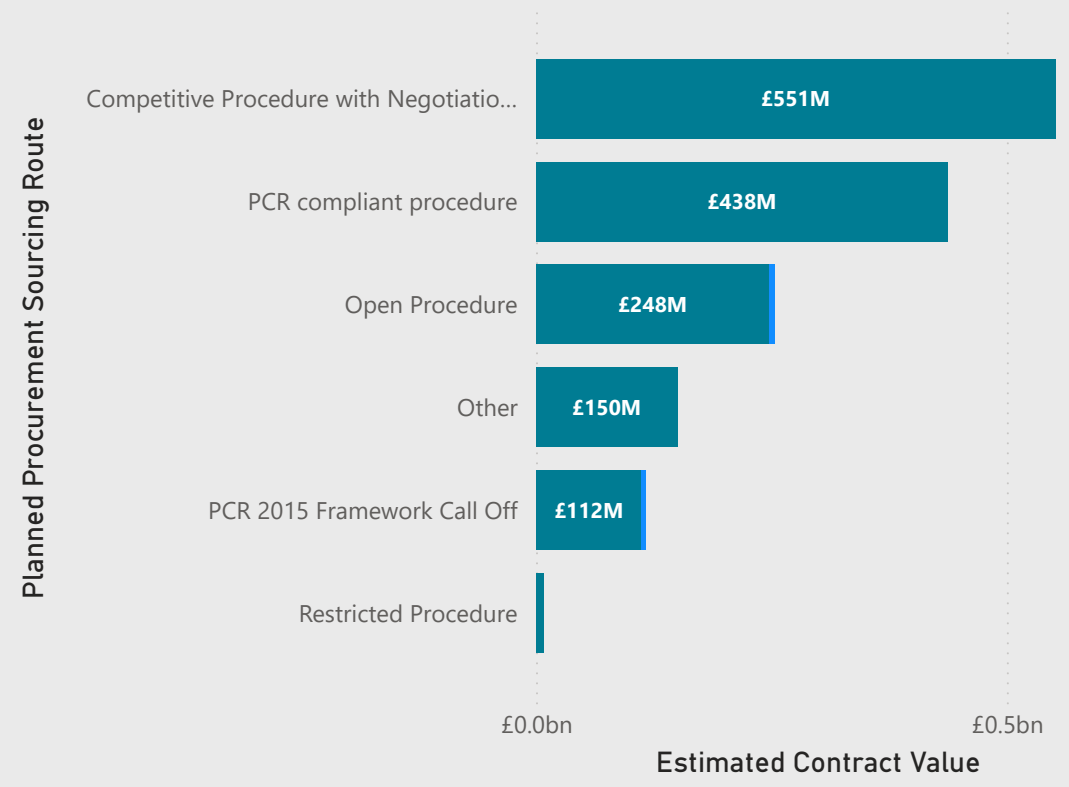 Planned Procurement Sourcing Route
Competitive Procedure with Negotiatio...
£551M
PCR compliant procedure
£438M
Open Procedure
£248M
Other
£150M
PCR 2015 Framework Call Off
£112M
Restricted Procedure
£0.0bn
£0.5bn
Estimated Contract Value